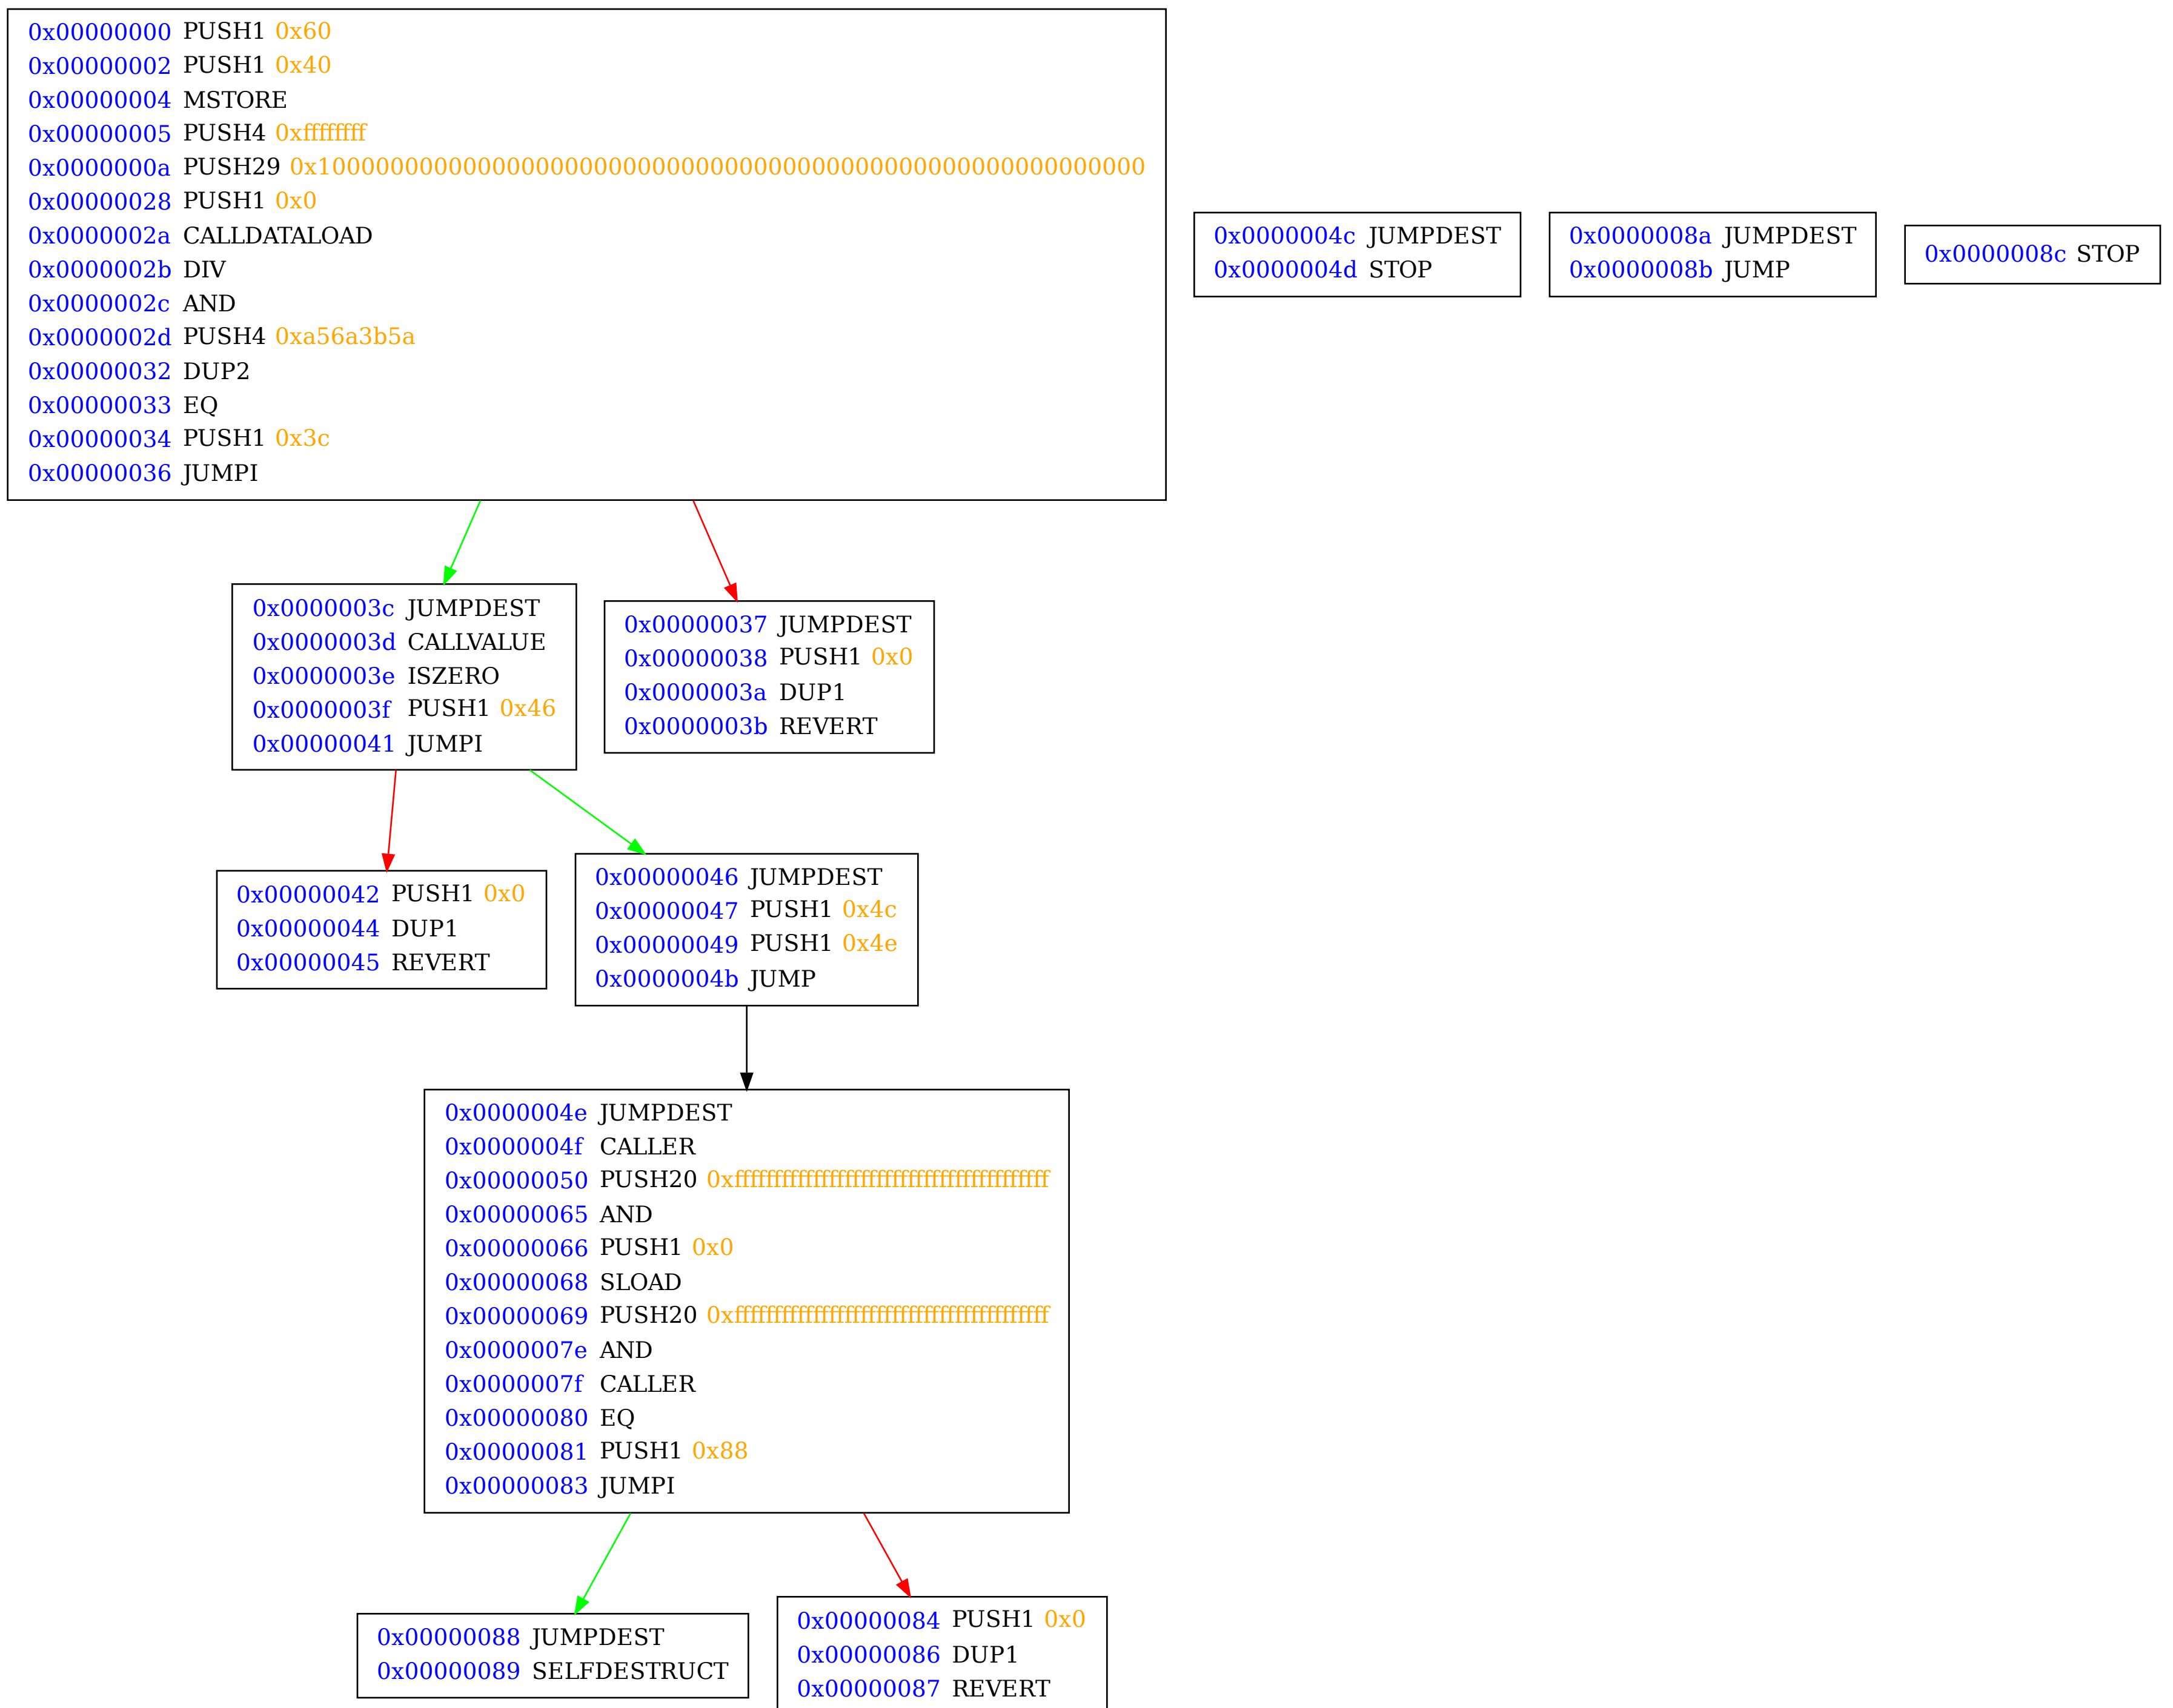 0x00000000 PUSH1 0x60
0x00000002 PUSH1 0x40
0x00000004 MSTORE
0x00000005 PUSH4 0xffffffff
0x0000000a PUSH29 0x100000000000000000000000000000000000000000000000000000000
0x00000028 PUSH1 0x0
0x0000002a CALLDATALOAD
0x0000002b DIV
0x0000002c AND
0x0000002d PUSH4 0xa56a3b5a
0x00000032 DUP2
0x00000033 EQ
0x00000034 PUSH1 0x3c
0x00000036 JUMPI
0x0000004c JUMPDEST
0x0000004d STOP
0x0000008a JUMPDEST
0x0000008b JUMP
0x0000008c STOP
0x0000003c JUMPDEST
0x0000003d CALLVALUE
0x0000003e ISZERO
0x0000003f PUSH1 0x46
0x00000041 JUMPI
0x00000037 JUMPDEST
0x00000038 PUSH1 0x0
0x0000003a DUP1
0x0000003b REVERT
0x00000042 PUSH1 0x0
0x00000044 DUP1
0x00000045 REVERT
0x00000046 JUMPDEST
0x00000047 PUSH1 0x4c
0x00000049 PUSH1 0x4e
0x0000004b JUMP
0x0000004e JUMPDEST
0x0000004f CALLER
0x00000050 PUSH20 0xffffffffffffffffffffffffffffffffffffffff
0x00000065 AND
0x00000066 PUSH1 0x0
0x00000068 SLOAD
0x00000069 PUSH20 0xffffffffffffffffffffffffffffffffffffffff
0x0000007e AND
0x0000007f CALLER
0x00000080 EQ
0x00000081 PUSH1 0x88
0x00000083 JUMPI
0x00000088 JUMPDEST
0x00000089 SELFDESTRUCT
0x00000084 PUSH1 0x0
0x00000086 DUP1
0x00000087 REVERT